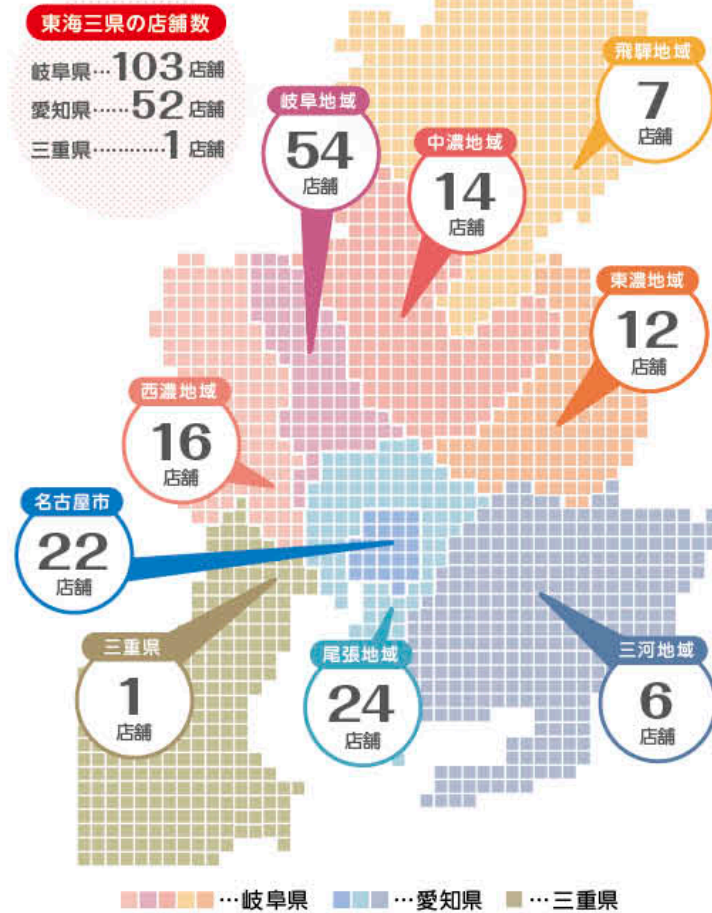 東海三県の店舗数
岐阜県…103店舗
愛知県……52店舗
三重県…………1店舗
飛騨地域
7
店舗
岐阜地域
54
店舗
中濃地域
14
店舗
東濃地域
12
店舗
西濃地域
16
店舗
名古屋市
22
店舗
三重県
1
店舗
尾張地域
24
店舗
三河地域
6
店舗
…岐阜県 …愛知県 …三重県